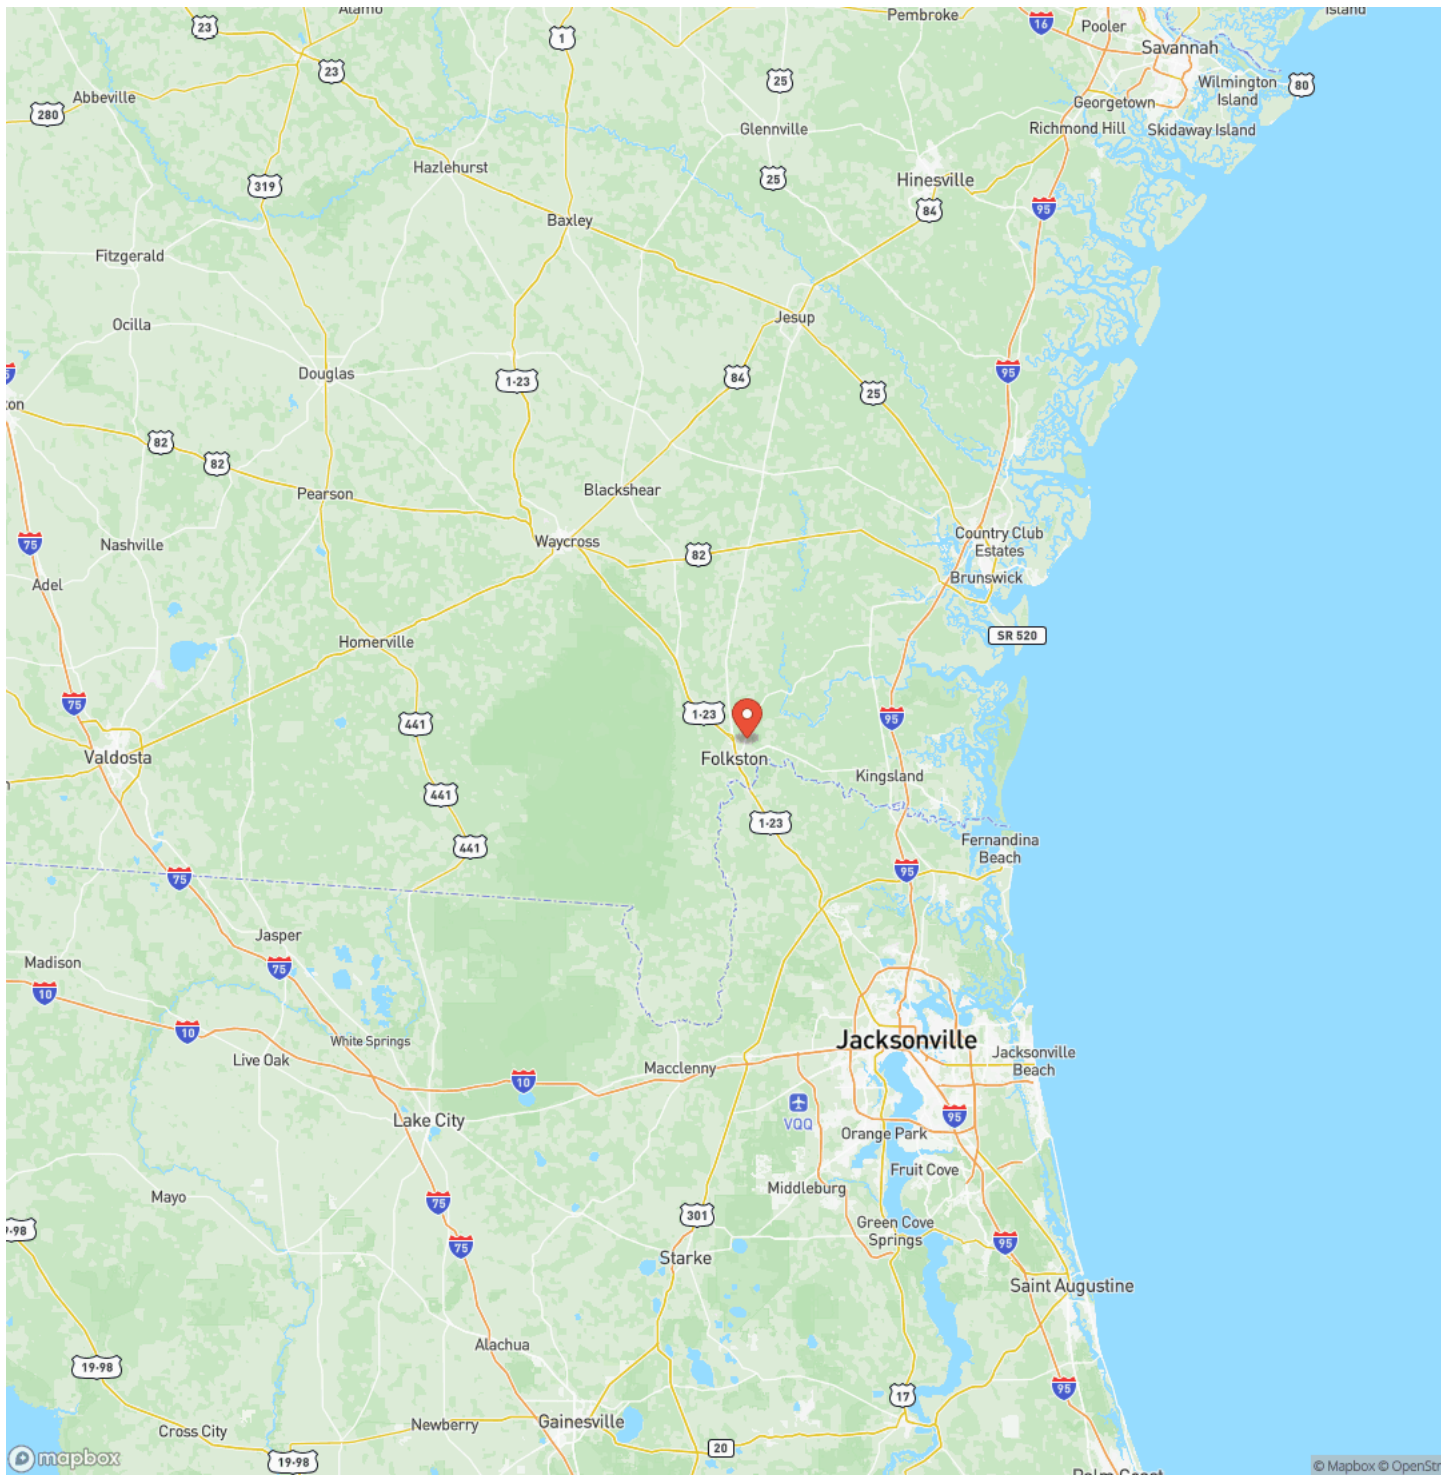 Alamo
Pembroke
16
Pooler
Island
23
1
Savannah
23
25
Wilmington
Island
80
Abbeville
280
Georgetown
Glennville
Richmond Hill
Skidaway Island
Hazlehurst
319
25
Hinesville
84
95
Baxley
Fitzgerald
Ocilla
Jesup
Douglas
1-23
84
95
25
ton
82
82
Pearson
Blackshear
75
Nashville
Waycross
82
Country Club
Estates
Adel
Brunswick
Homerville
SR 520
75
441
1-23
95
Valdosta
Folkston
Kingsland
441
1-23
441
Fernandina
Beach
75
95
Jasper
Madison
75
10
10
White Springs
Live Oak
Jacksonville
Jacksonville
Beach
Macclenny
10
VQQ
95
Lake City
Orange Park
Fruit Cove
Mayo
75
Middleburg
9-98
301
Green Cove
Springs
75
95
Starke
Saint Augustine
Alachua
19-98
17
95
Cross City
Newberry
Gainesville
20
19-98
mapbox
© Mapbox © OpenStr
Palm Coast